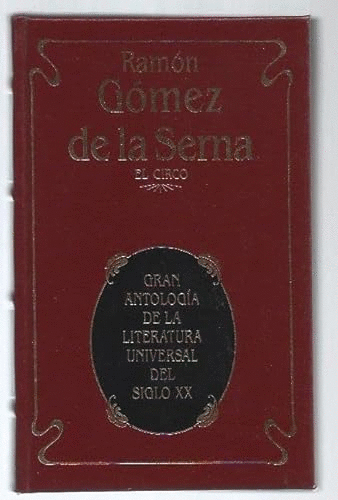 Ramón
Gómez
de la Serna
EL CIRCO
GRAN
ANTOLOGÍA
DE LA
LITERATURA
UNIVERSAL
DEL
SIGLO XX